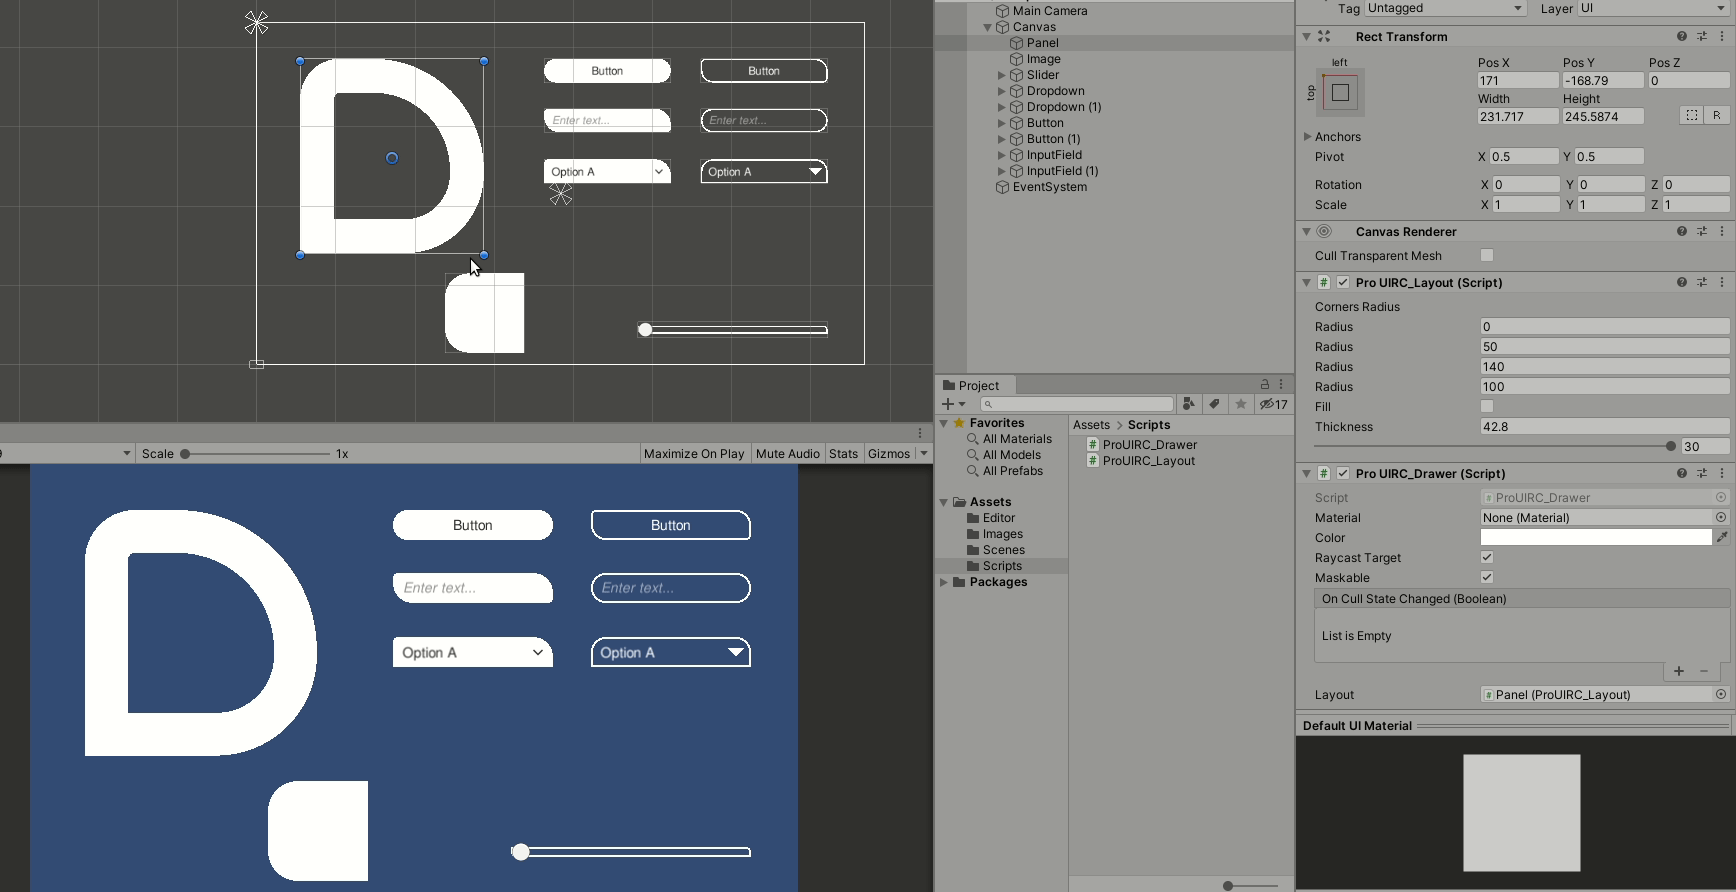 Button
Button
Enter text...
Enter text...
Option A
Option A
9
Scale 1x
Maximize On Play
Mute Audio
Stats
Gizmos
Button
Button
Enter text...
Enter text...
Option A
Option A
Main Camera
Canvas
Panel
Image
Slider
Dropdown
Dropdown (1)
Button
Button (1)
InputField
InputField (1)
EventSystem
Project
17
Favorites
All Materials
All Models
All Prefabs
Assets
Editor
Images
Scenes
Scripts
Packages
Assets > Scripts
ProUIRC_Drawer
ProUIRC_Layout
Tag Untagged Layer UI
Rect Transform
left
top
Pos X Pos Y Pos Z
171 -168.79 0
Width Height
231.717 245.5874 R
Anchors
Pivot X 0.5 Y 0.5
Rotation X 0 Y 0 Z 0
Scale X 1 Y 1 Z 1
Canvas Renderer
Cull Transparent Mesh
Pro UIRC_Layout (Script)
Corners Radius
Radius 0
Radius 50
Radius 140
Radius 100
Fill
Thickness 42.8
30
Pro UIRC_Drawer (Script)
Script ProUIRC_Drawer
Material None (Material)
Color
Raycast Target
Maskable
On Cull State Changed (Boolean)
List is Empty
Layout Panel (ProUIRC_Layout)
Default UI Material